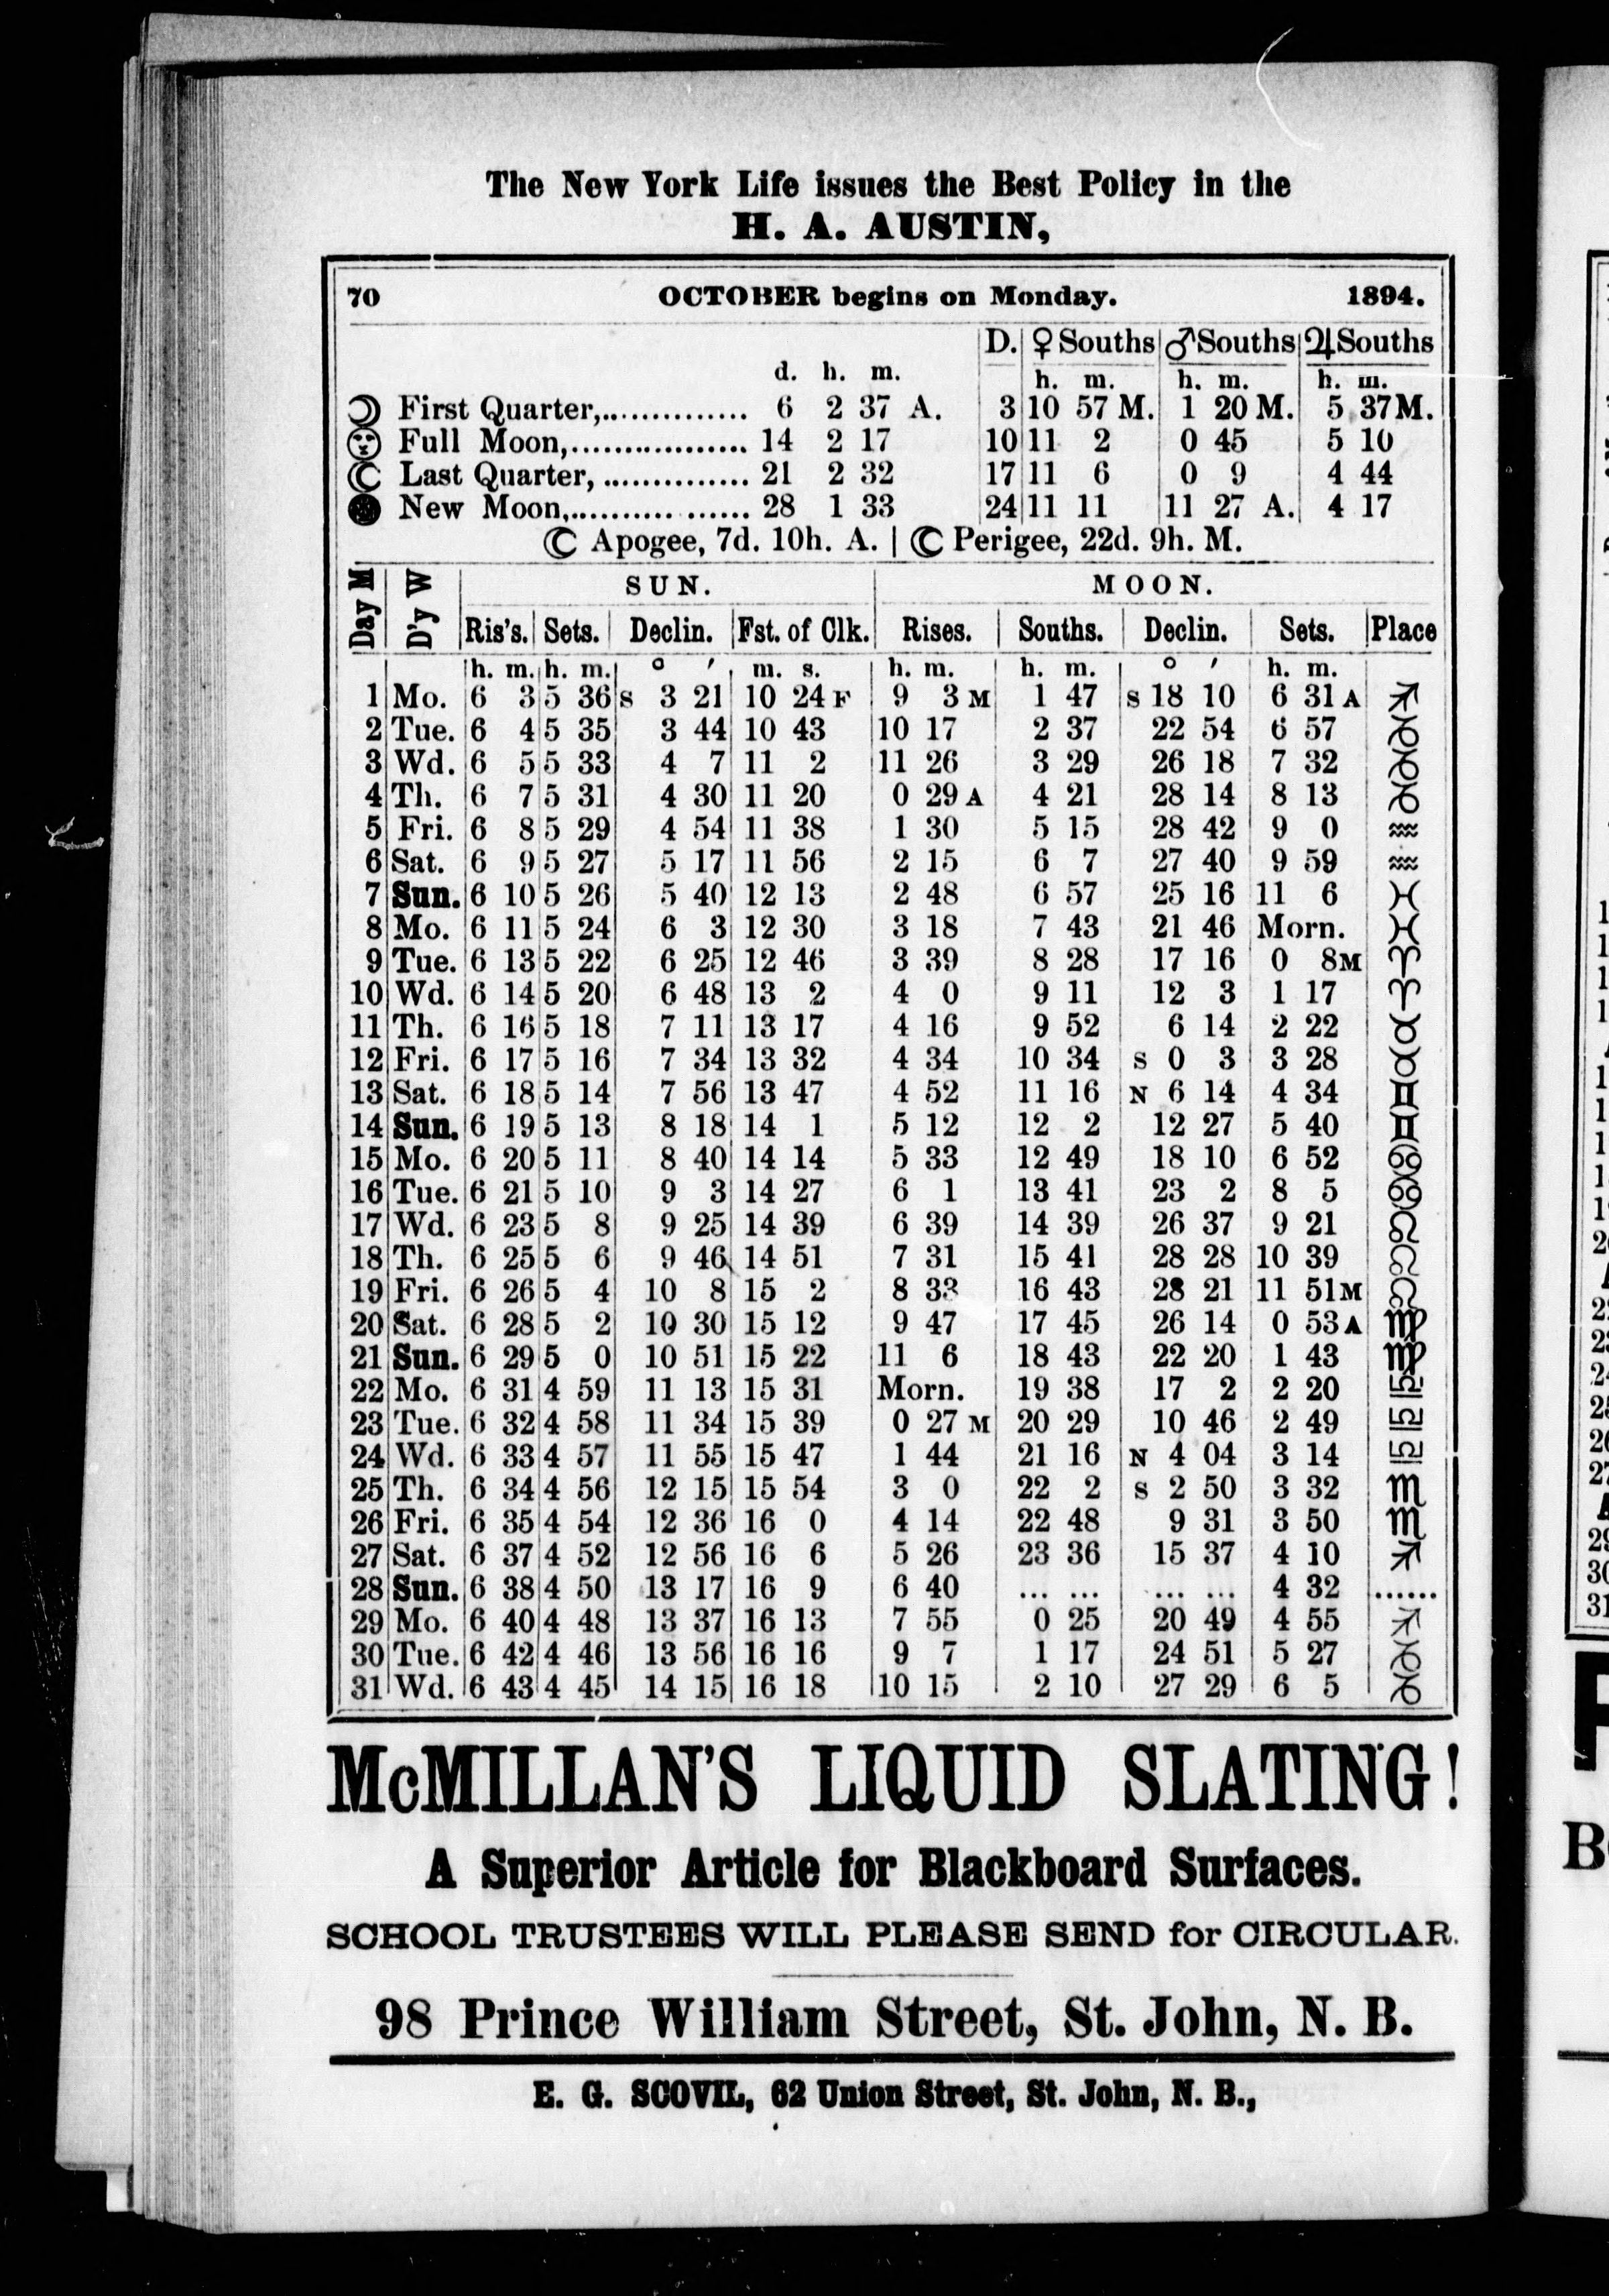 The New York Life issues the Best Policy in the
H. A. AUSTIN,
70 OCTOBER begins on Monday. 1894.
D. ♀ Souths ♂ Souths ♃ Souths
d. h. m. h. m. h. m. h. m.
☽ First Quarter,.............. 6 2 37 A. 3 10 57 M. 1 20 M. 5 37 M.
Full Moon,................. 14 2 17 10 11 2 0 45 5 10
☾ Last Quarter, .............. 21 2 32 17 11 6 0 9 4 44
New Moon,................. 28 1 33 24 11 11 11 27 A. 4 17
☾ Apogee, 7d. 10h. A. | ☾ Perigee, 22d. 9h. M.
Day M D'y W SUN. MOON.
Ris's. Sets. Declin. Fst. of Clk. Rises. Souths. Declin. Sets. Place
h. m. h. m. ° ′ m. s. h. m. h. m. ° ′ h. m.
1 Mo. 6 3 5 36 S 3 21 10 24 F 9 3 M 1 47 S 18 10 6 31 A ♐
2 Tue. 6 4 5 35 3 44 10 43 10 17 2 37 22 54 6 57 ♑
3 Wd. 6 5 5 33 4 7 11 2 11 26 3 29 26 18 7 32 ♑
4 Th. 6 7 5 31 4 30 11 20 0 29 A 4 21 28 14 8 13 ♑
5 Fri. 6 8 5 29 4 54 11 38 1 30 5 15 28 42 9 0 ♒
6 Sat. 6 9 5 27 5 17 11 56 2 15 6 7 27 40 9 59 ♒
7 Sun. 6 10 5 26 5 40 12 13 2 48 6 57 25 16 11 6 ♓
8 Mo. 6 11 5 24 6 3 12 30 3 18 7 43 21 46 Morn. ♓
9 Tue. 6 13 5 22 6 25 12 46 3 39 8 28 17 16 0 8 M ♈
10 Wd. 6 14 5 20 6 48 13 2 4 0 9 11 12 3 1 17 ♈
11 Th. 6 16 5 18 7 11 13 17 4 16 9 52 6 14 2 22 ♉
12 Fri. 6 17 5 16 7 34 13 32 4 34 10 34 S 0 3 3 28 ♉
13 Sat. 6 18 5 14 7 56 13 47 4 52 11 16 N 6 14 4 34 ♊
14 Sun. 6 19 5 13 8 18 14 1 5 12 12 2 12 27 5 40 ♊
15 Mo. 6 20 5 11 8 40 14 14 5 33 12 49 18 10 6 52 ♋
16 Tue. 6 21 5 10 9 3 14 27 6 1 13 41 23 2 8 5 ♋
17 Wd. 6 23 5 8 9 25 14 39 6 39 14 39 26 37 9 21 ♌
18 Th. 6 25 5 6 9 46 14 51 7 31 15 41 28 28 10 39 ♌
19 Fri. 6 26 5 4 10 8 15 2 8 33 16 43 28 21 11 51 M ♌
20 Sat. 6 28 5 2 10 30 15 12 9 47 17 45 26 14 0 53 A ♍
21 Sun. 6 29 5 0 10 51 15 22 11 6 18 43 22 20 1 43 ♍
22 Mo. 6 31 4 59 11 13 15 31 Morn. 19 38 17 2 2 20 ♎
23 Tue. 6 32 4 58 11 34 15 39 0 27 M 20 29 10 46 2 49 ♎
24 Wd. 6 33 4 57 11 55 15 47 1 44 21 16 N 4 04 3 14 ♎
25 Th. 6 34 4 56 12 15 15 54 3 0 22 2 S 2 50 3 32 ♏
26 Fri. 6 35 4 54 12 36 16 0 4 14 22 48 9 31 3 50 ♏
27 Sat. 6 37 4 52 12 56 16 6 5 26 23 36 15 37 4 10 ♐
28 Sun. 6 38 4 50 13 17 16 9 6 40 ... ... ... ... 4 32 ......
29 Mo. 6 40 4 48 13 37 16 13 7 55 0 25 20 49 4 55 ♐
30 Tue. 6 42 4 46 13 56 16 16 9 7 1 17 24 51 5 27 ♑
31 Wd. 6 43 4 45 14 15 16 18 10 15 2 10 27 29 6 5 ♑
McMILLAN'S LIQUID SLATING!
A Superior Article for Blackboard Surfaces.
SCHOOL TRUSTEES WILL PLEASE SEND for CIRCULAR.
98 Prince William Street, St. John, N. B.
E. G. SCOVIL, 62 Union Street, St. John, N. B.,